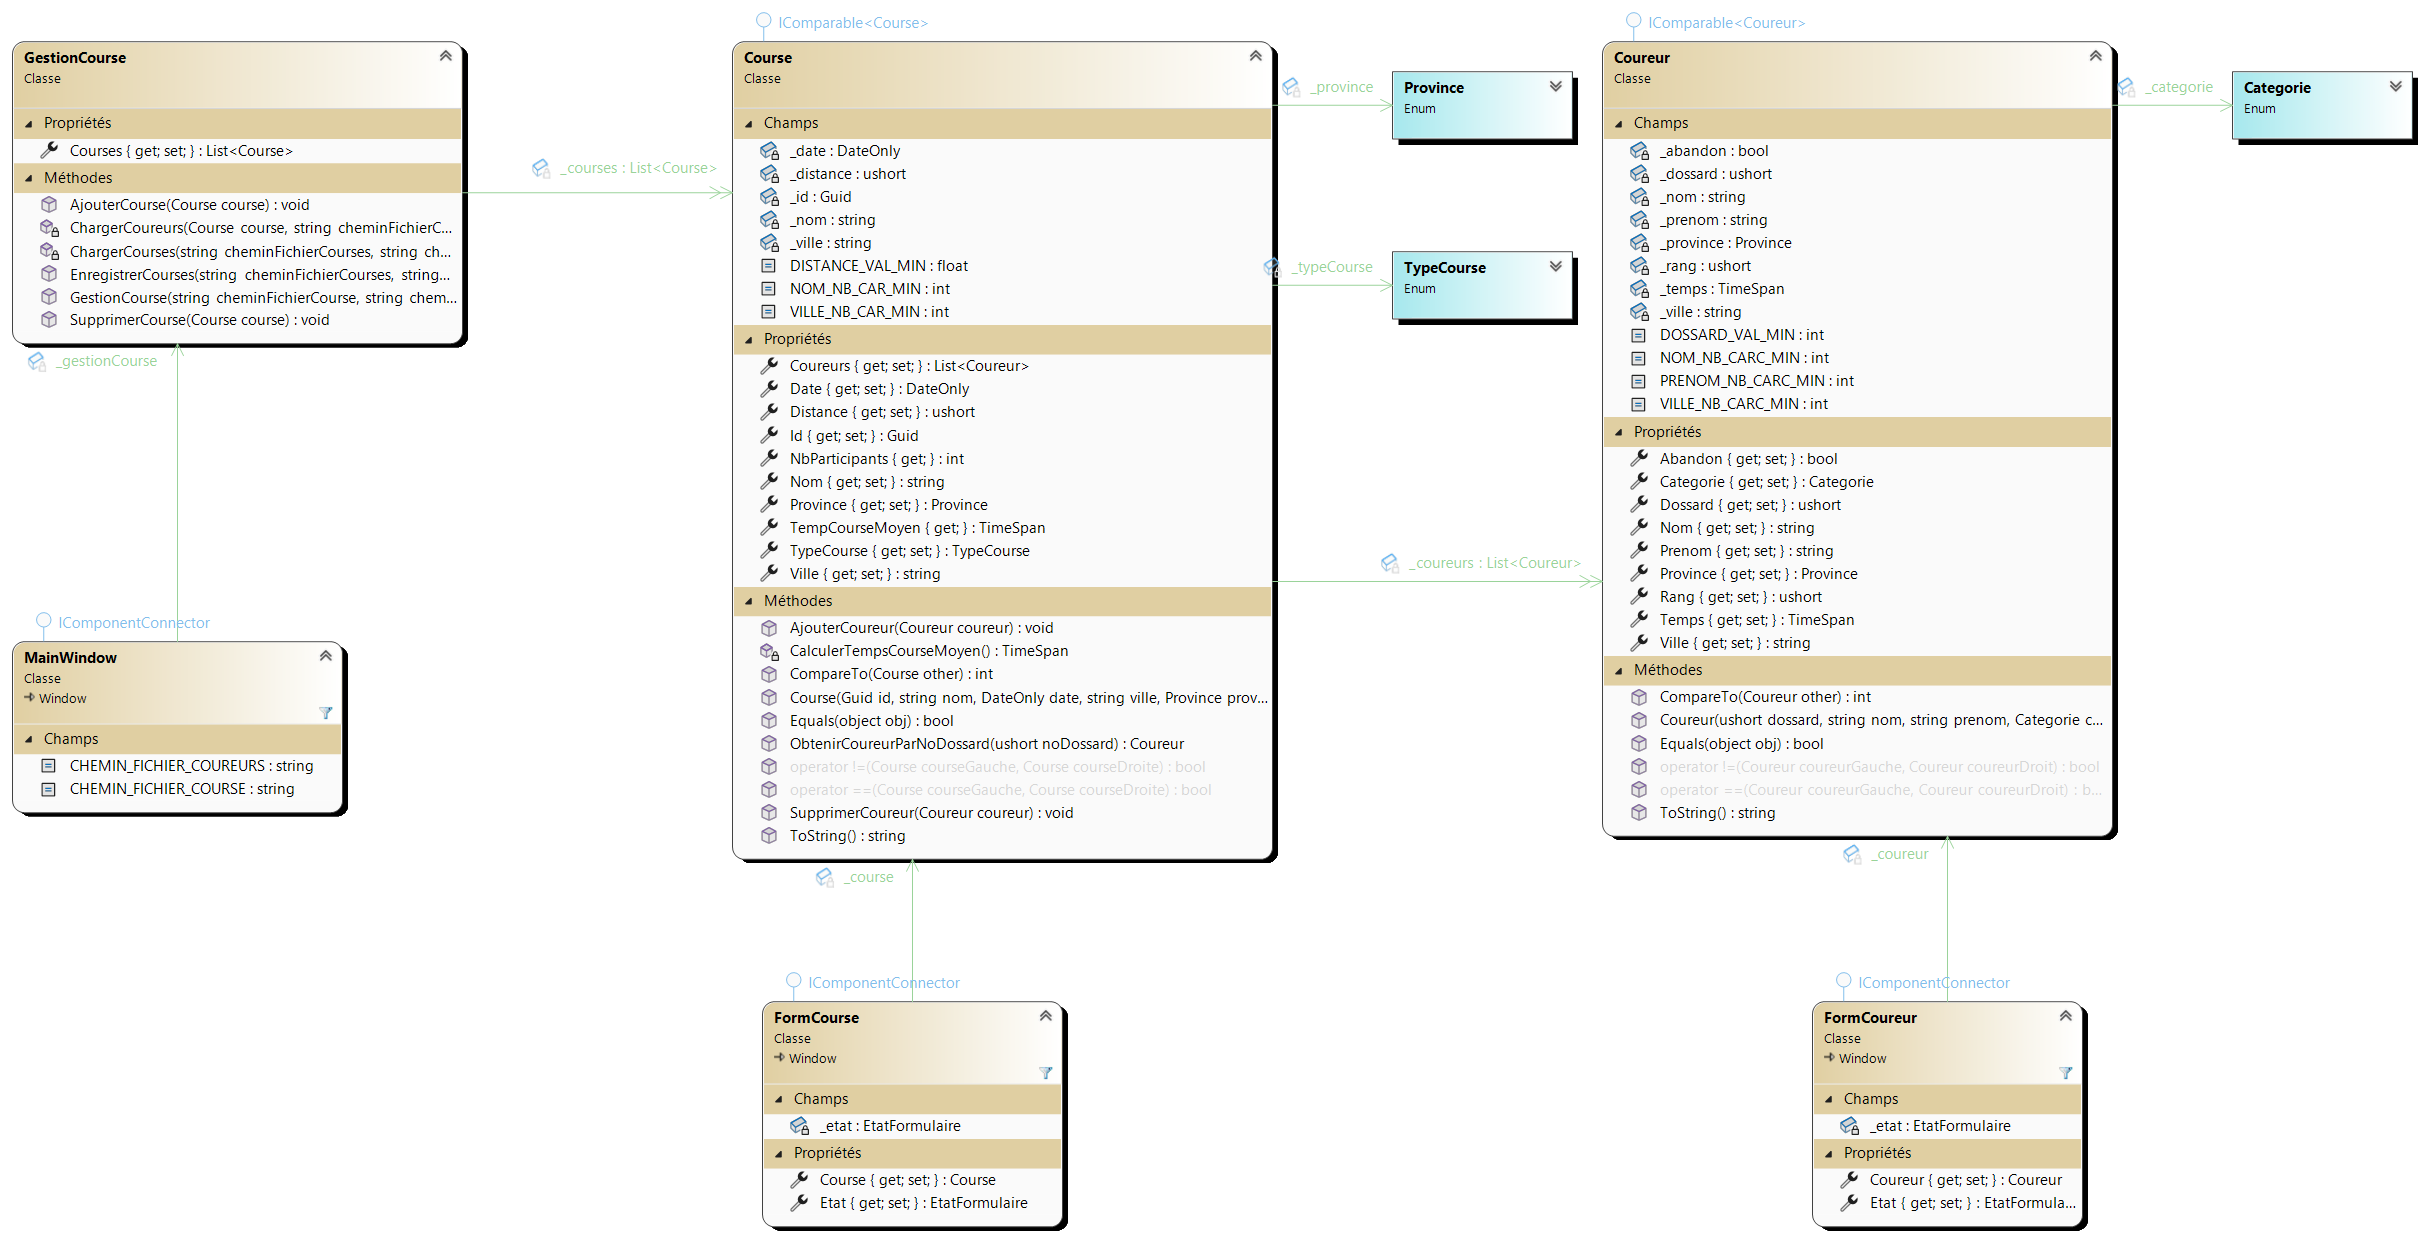 GestionCourse
Classe
Propriétés
Courses { get; set; } : List<Course>
Méthodes
AjouterCourse(Course course) : void
ChargerCoureurs(Course course, string cheminFichierC...
ChargerCourses(string cheminFichierCourses, string ch...
EnregistrerCourses(string cheminFichierCourses, string...
GestionCourse(string cheminFichierCourse, string chem...
SupprimerCourse(Course course) : void
_courses : List<Course>
_gestionCourse
IComponentConnector
MainWindow
Classe
Window
Champs
CHEMIN_FICHIER_COUREURS : string
CHEMIN_FICHIER_COURSE : string
IComparable<Course>
Course
Classe
Champs
_date : DateOnly
_distance : ushort
_id : Guid
_nom : string
_ville : string
DISTANCE_VAL_MIN : float
NOM_NB_CAR_MIN : int
VILLE_NB_CAR_MIN : int
Propriétés
Coureurs { get; set; } : List<Coureur>
Date { get; set; } : DateOnly
Distance { get; set; } : ushort
Id { get; set; } : Guid
NbParticipants { get; } : int
Nom { get; set; } : string
Province { get; set; } : Province
TempCourseMoyen { get; } : TimeSpan
TypeCourse { get; set; } : TypeCourse
Ville { get; set; } : string
Méthodes
AjouterCoureur(Coureur coureur) : void
CalculerTempsCourseMoyen() : TimeSpan
CompareTo(Course other) : int
Course(Guid id, string nom, DateOnly date, string ville, Province prov...
Equals(object obj) : bool
ObtenirCoureurParNoDossard(ushort noDossard) : Coureur
operator !=(Course courseGauche, Course courseDroite) : bool
operator ==(Course courseGauche, Course courseDroite) : bool
SupprimerCoureur(Coureur coureur) : void
ToString() : string
_province
Province
Enum
_typeCourse
TypeCourse
Enum
_coureurs : List<Coureur>
_course
IComponentConnector
FormCourse
Classe
Window
Champs
_etat : EtatFormulaire
Propriétés
Course { get; set; } : Course
Etat { get; set; } : EtatFormulaire
IComparable<Coureur>
Coureur
Classe
Champs
_abandon : bool
_dossard : ushort
_nom : string
_prenom : string
_province : Province
_rang : ushort
_temps : TimeSpan
_ville : string
DOSSARD_VAL_MIN : int
NOM_NB_CARC_MIN : int
PRENOM_NB_CARC_MIN : int
VILLE_NB_CARC_MIN : int
Propriétés
Abandon { get; set; } : bool
Categorie { get; set; } : Categorie
Dossard { get; set; } : ushort
Nom { get; set; } : string
Prenom { get; set; } : string
Province { get; set; } : Province
Rang { get; set; } : ushort
Temps { get; set; } : TimeSpan
Ville { get; set; } : string
Méthodes
CompareTo(Coureur other) : int
Coureur(ushort dossard, string nom, string prenom, Categorie c...
Equals(object obj) : bool
operator !=(Coureur coureurGauche, Coureur coureurDroit) : bool
operator ==(Coureur coureurGauche, Coureur coureurDroit) : b...
ToString() : string
_categorie
Categorie
Enum
_coureur
IComponentConnector
FormCoureur
Classe
Window
Champs
_etat : EtatFormulaire
Propriétés
Coureur { get; set; } : Coureur
Etat { get; set; } : EtatFormula...